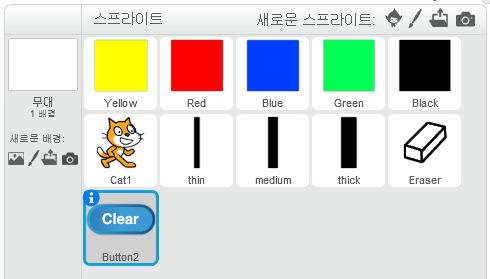 스프라이트
새로운 스프라이트:
Yellow
Red
Blue
Green
Black
무대
1 배경
새로운 배경:
Cat1
thin
medium
thick
Eraser
Clear
Button2